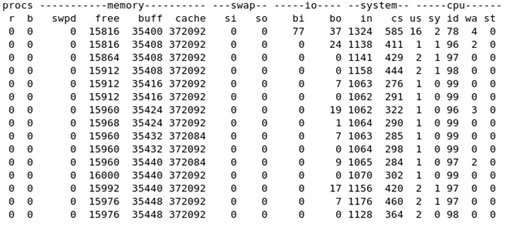 procs -----------memory---------- ---swap-- -----io---- --system-- ----cpu----
r b swpd free buff cache si so bi bo in cs us sy id wa st
0 0 0 15816 35400 372092 0 0 77 37 1324 585 16 2 78 4 0
0 0 0 15816 35408 372092 0 0 0 24 1138 411 1 1 96 2 0
0 0 0 15864 35408 372092 0 0 0 0 1141 429 2 1 97 0 0
0 0 0 15912 35408 372092 0 0 0 0 1158 444 2 1 98 0 0
0 0 0 15912 35416 372092 0 0 0 7 1063 276 1 0 99 0 0
0 0 0 15912 35416 372092 0 0 0 0 1062 291 1 0 99 0 0
0 0 0 15960 35424 372092 0 0 0 19 1062 322 1 0 96 3 0
0 0 0 15968 35424 372092 0 0 0 1 1064 290 1 0 99 0 0
0 0 0 15960 35432 372084 0 0 0 7 1063 285 1 0 99 0 0
0 0 0 15960 35432 372092 0 0 0 0 1064 298 1 0 99 0 0
0 0 0 15960 35440 372084 0 0 0 9 1065 284 1 0 97 2 0
0 0 0 16000 35440 372092 0 0 0 0 1070 302 1 0 99 0 0
0 0 0 15992 35440 372092 0 0 0 17 1156 420 2 1 97 0 0
0 0 0 15976 35448 372092 0 0 0 7 1176 460 2 1 97 0 0
0 0 0 15976 35448 372092 0 0 0 0 1128 364 2 0 98 0 0